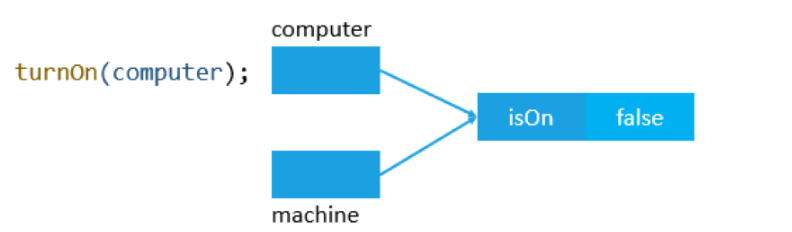 computer
turnOn(computer);
isOn false
machine